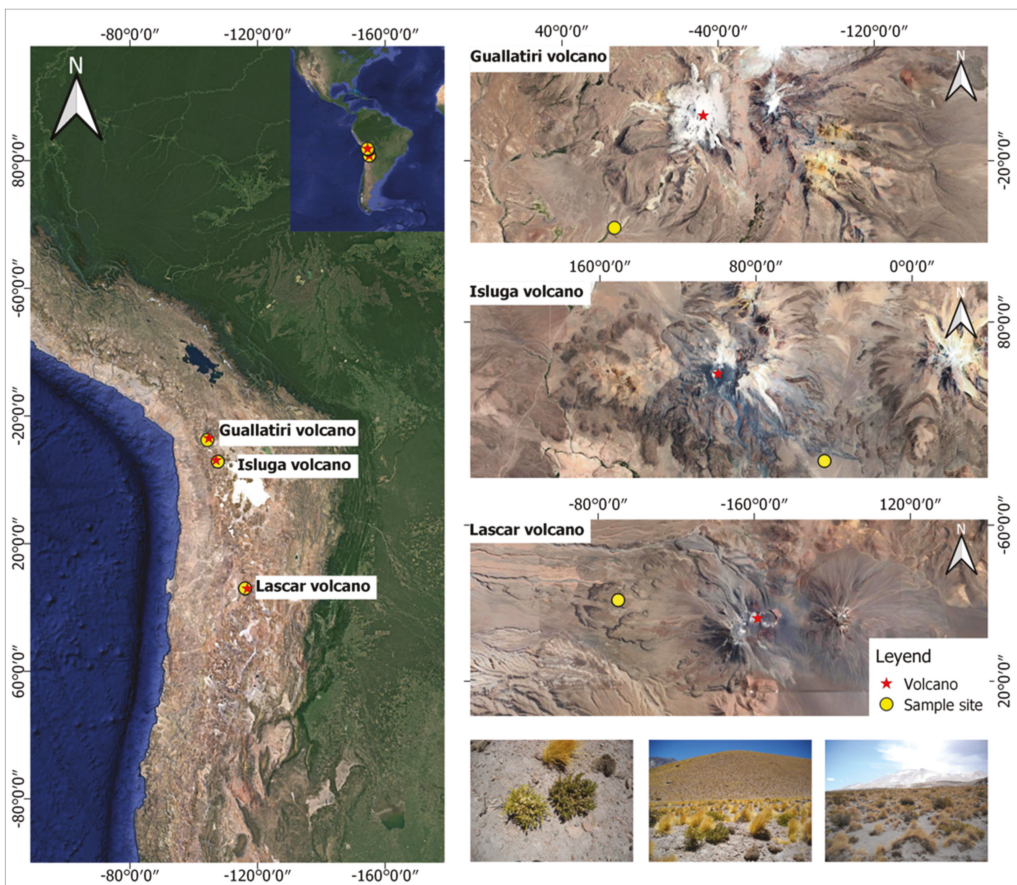 -80°0'0" -120°0'0" -160°0'0"
N
80°0'0"
-60°0'0"
-20°0'0"
20°0'0"
60°0'0"
-80°0'0"
Guallatiri volcano
Isluga volcano
Lascar volcano
-80°0'0" -120°0'0" -160°0'0"
40°0'0" -40°0'0" -120°0'0"
Guallatiri volcano
N
-20°0'0"
160°0'0" 80°0'0" 0°0'0"
Isluga volcano
N
80°0'0"
-80°0'0" -160°0'0" 120°0'0"
Lascar volcano
N
-60°0'0"
20°0'0"
Leyend
Volcano
Sample site